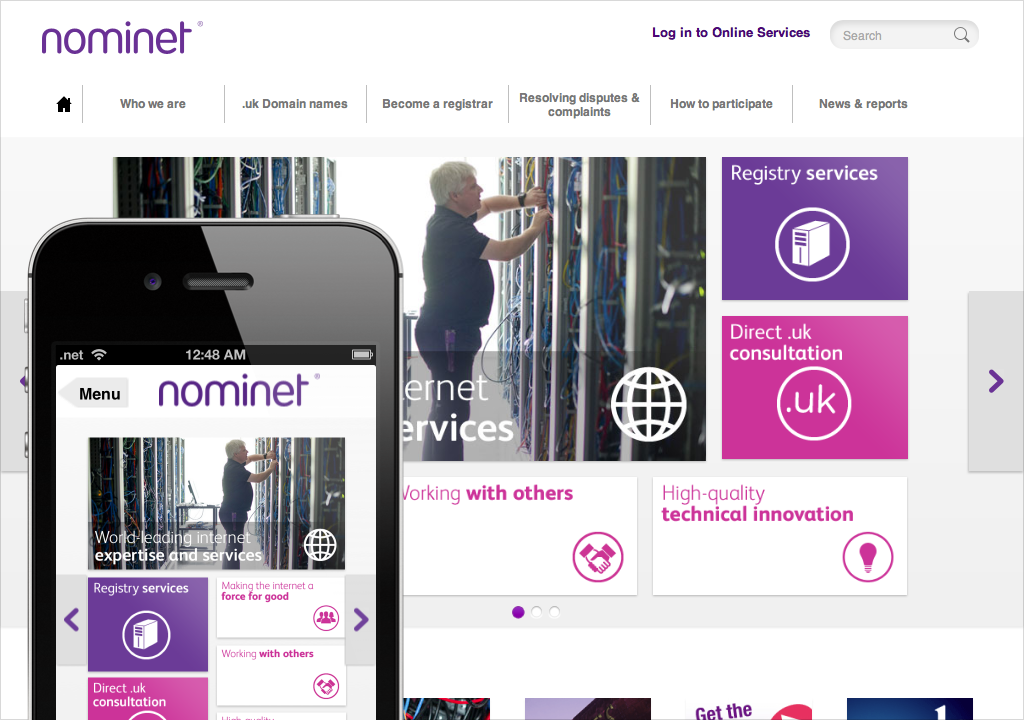 nominet
Log in to Online Services
Search
Who we are
.uk Domain names
Become a registrar
Resolving disputes &
complaints
How to participate
News & reports
Registry services
Direct .uk
consultation
.uk
Working with others
High-quality
technical innovation
.net
12:48 AM
Menu
nominet
World-leading internet
expertise and services
Registry services
Making the internet a
force for good
Working with others
Direct .uk
consultation
High-quality
Get the